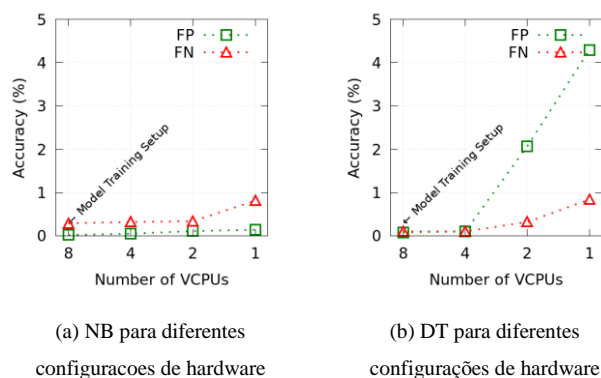 5
4
3
2
1
0
Accuracy (%)
FP
FN
← Model Training Setup
8 4 2 1
Number of VCPUs
(a) NB para diferentes
configuracoes de hardware
5
4
3
2
1
0
Accuracy (%)
FP
FN
← Model Training Setup
8 4 2 1
Number of VCPUs
(b) DT para diferentes
configurações de hardware